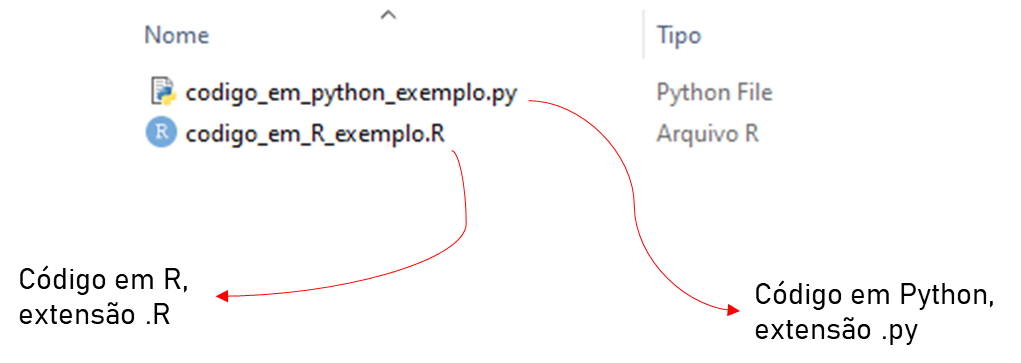 Nome Tipo
codigo_em_python_exemplo.py Python File
R codigo_em_R_exemplo.R Arquivo R
Código em R,
extensão .R
Código em Python,
extensão .py